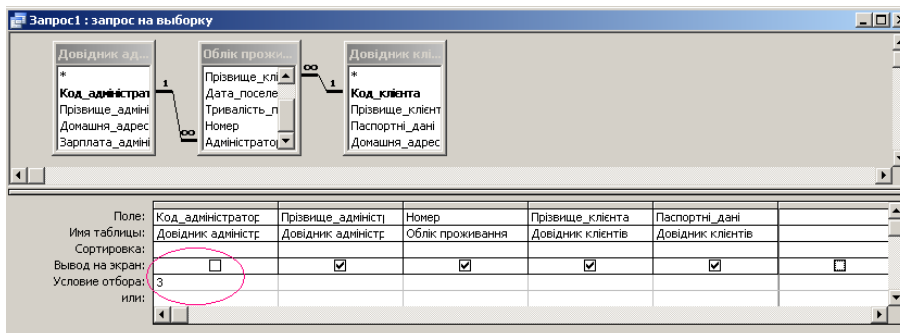 Запрос1 : запрос на выборку
Довідник ад...
*
Код_адміністрат
Прізвище_адміні
Домашня_адрес
Зарплата_адміні
1
∞
Облік прожи...
Прізвище_клі
Дата_поселе
Тривалість_п
Номер
Адміністратор
∞
1
Довідник клі...
*
Код_клієнта
Прізвище_клієнт
Паспортні_дані
Домашня_адрес
Поле: Код_адміністратор Прізвище_адмініст Номер Прізвище_клієнта Паспортні_дані
Имя таблицы: Довідник адміністр Довідник адміністр Облік проживання Довідник клієнтів Довідник клієнтів
Сортировка:
Вывод на экран:
Условие отбора: 3
или: